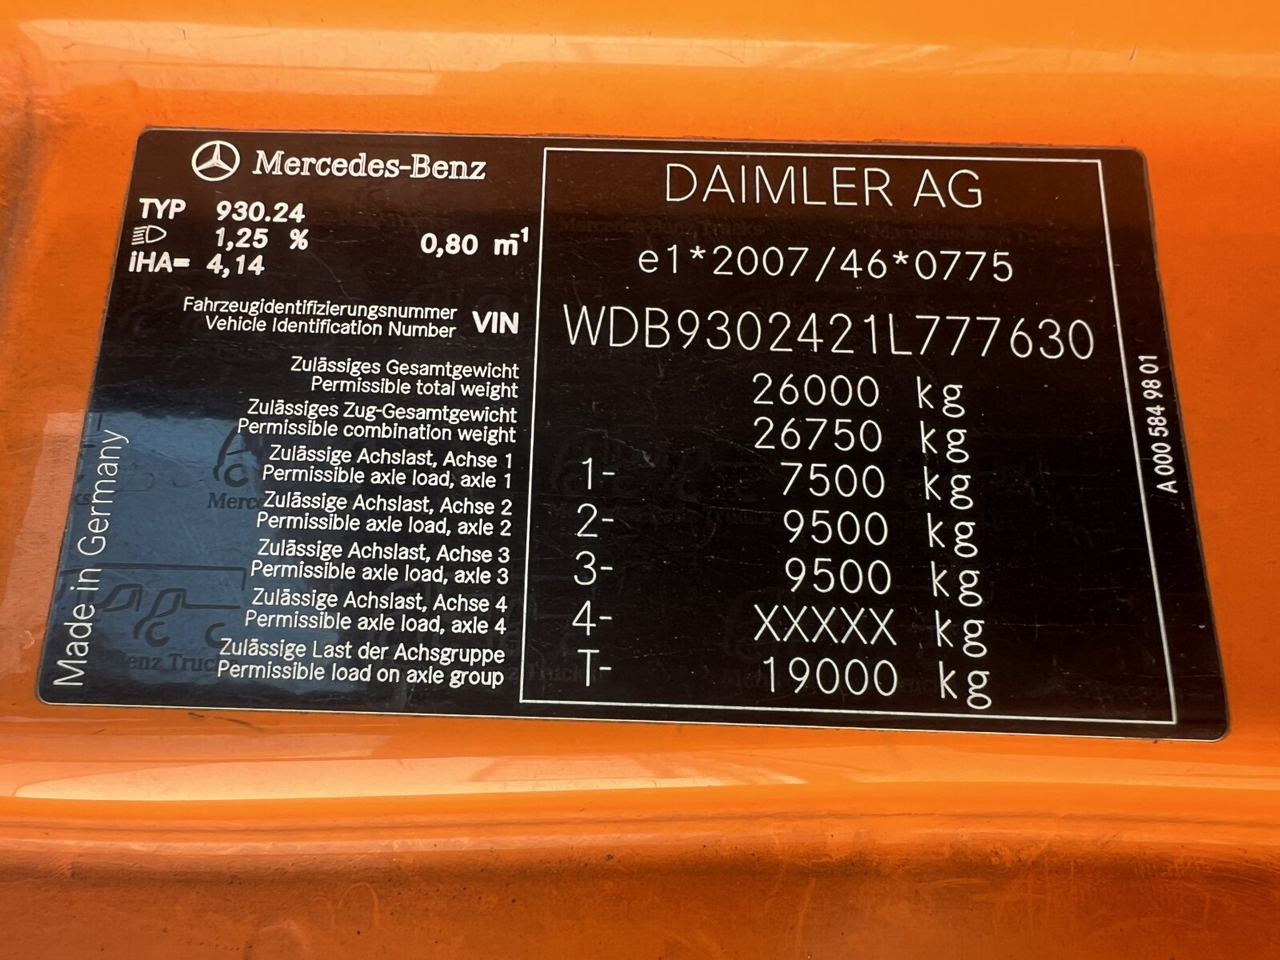 Mercedes-Benz
TYP 930.24
1,25 % 0,80 m⁻¹
iHA= 4,14
DAIMLER AG
e1*2007/46*0775
Fahrzeugidentifizierungsnummer
Vehicle Identification Number VIN WDB9302421L777630
Zulässiges Gesamtgewicht
Permissible total weight 26000 kg
Zulässiges Zug-Gesamtgewicht
Permissible combination weight 26750 kg
Zulässige Achslast, Achse 1
Permissible axle load, axle 1 1- 7500 kg
Zulässige Achslast, Achse 2
Permissible axle load, axle 2 2- 9500 kg
Zulässige Achslast, Achse 3
Permissible axle load, axle 3 3- 9500 kg
Zulässige Achslast, Achse 4
Permissible axle load, axle 4 4- XXXXX kg
Zulässige Last der Achsgruppe
Permissible load on axle group T- 19000 kg
Made in Germany
A 000 584 98 01